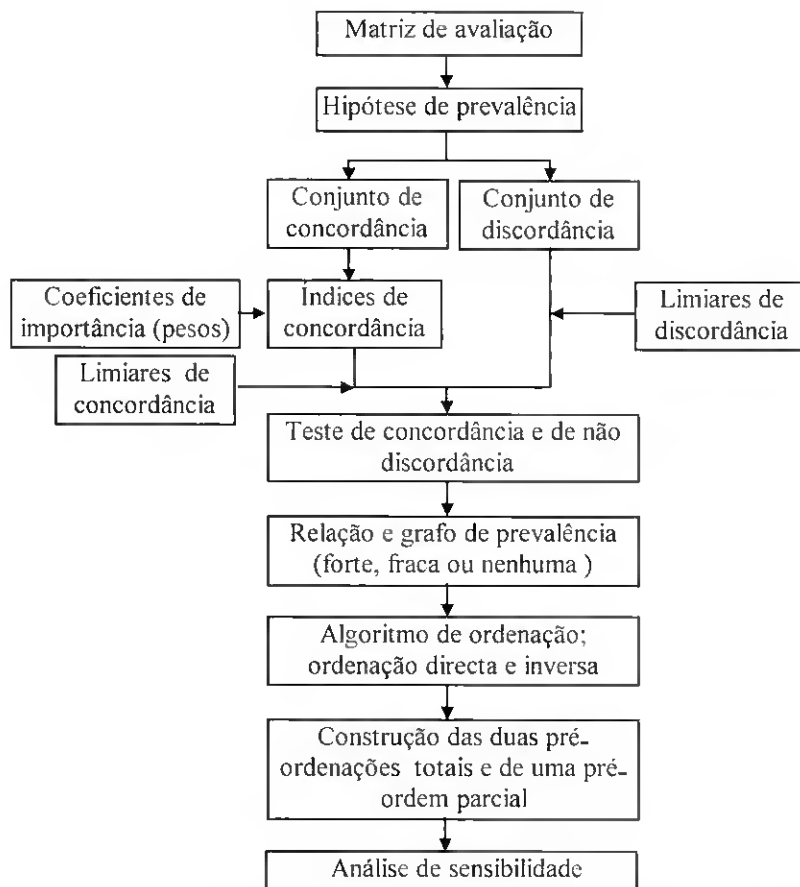 Matriz de avaliação
Hipótese de prevalência
Conjunto de
concordância
Conjunto de
discordância
Coeficientes de
importância (pesos)
Índices de
concordância
Limiares de
discordância
Limiares de
concordância
Teste de concordância e de não
discordância
Relação e grafo de prevalência
(forte, fraca ou nenhuma )
Algoritmo de ordenação;
ordenação directa e inversa
Construção das duas pré-
ordenações totais e de uma pré-
ordem parcial
Análise de sensibilidade